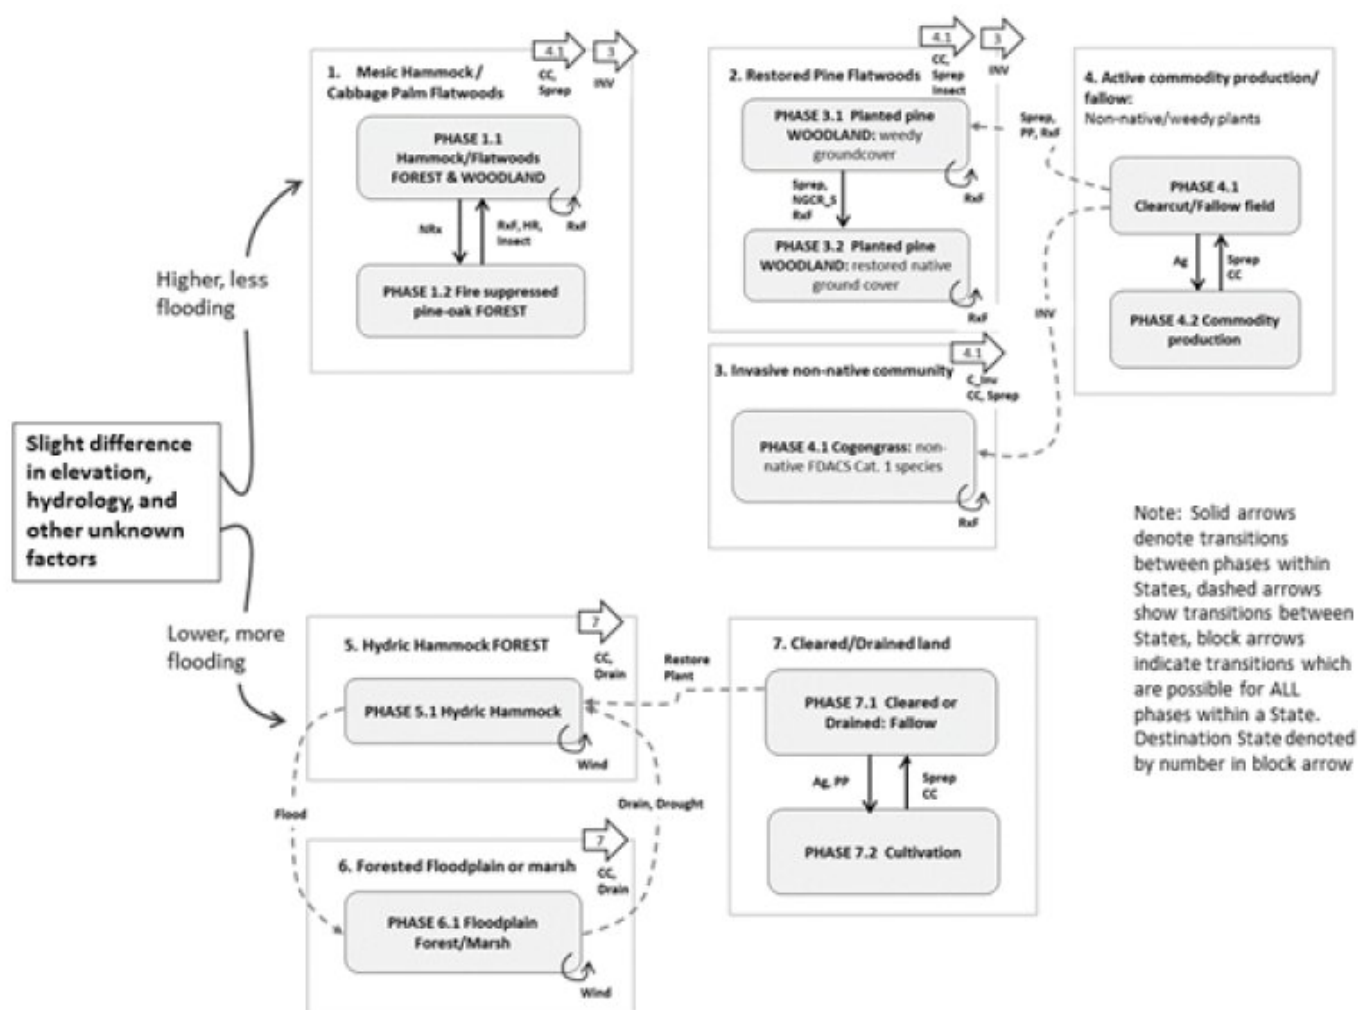 4.1
3
CC,
Sprep
INV
1. Mesic Hammock /
Cabbage Palm Flatwoods
PHASE 1.1
Hammock/Flatwoods
FOREST & WOODLAND
RxF
NRx
RxF, HR,
Insect
PHASE 1.2 Fire suppressed
pine-oak FOREST
4.1
3
CC,
Sprep
Insect
INV
2. Restored Pine Flatwoods
PHASE 3.1 Planted pine
WOODLAND: weedy
groundcover
RxF
Sprep,
NGCR_S
RxF
PHASE 3.2 Planted pine
WOODLAND: restored native
ground cover
RxF
Sprep,
PP, RxF
4. Active commodity production/
fallow:
Non-native/weedy plants
PHASE 4.1
Clearcut/Fallow field
Ag
Sprep
CC
PHASE 4.2 Commodity
production
INV
4.1
C_Inv
CC, Sprep
3. Invasive non-native community
PHASE 4.1 Cogongrass: non-
native FDACS Cat. 1 species
RxF
Higher, less
flooding
Slight difference
in elevation,
hydrology, and
other unknown
factors
Lower, more
flooding
7
CC,
Drain
5. Hydric Hammock FOREST
PHASE 5.1 Hydric Hammock
Wind
Flood
Drain, Drought
Restore
Plant
7
CC,
Drain
6. Forested Floodplain or marsh
PHASE 6.1 Floodplain
Forest/Marsh
Wind
7. Cleared/Drained land
PHASE 7.1 Cleared or
Drained: Fallow
Ag, PP
Sprep
CC
PHASE 7.2 Cultivation
Note: Solid arrows
denote transitions
between phases within
States, dashed arrows
show transitions between
States, block arrows
indicate transitions which
are possible for ALL
phases within a State.
Destination State denoted
by number in block arrow